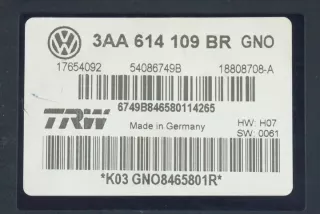 3AA 614 109 BR GNO
17654092 54086749B 18808708-A
6749B846580114265
TRW
Made in Germany
HW: H07
SW: 0061
*K03 GNO8465801R*